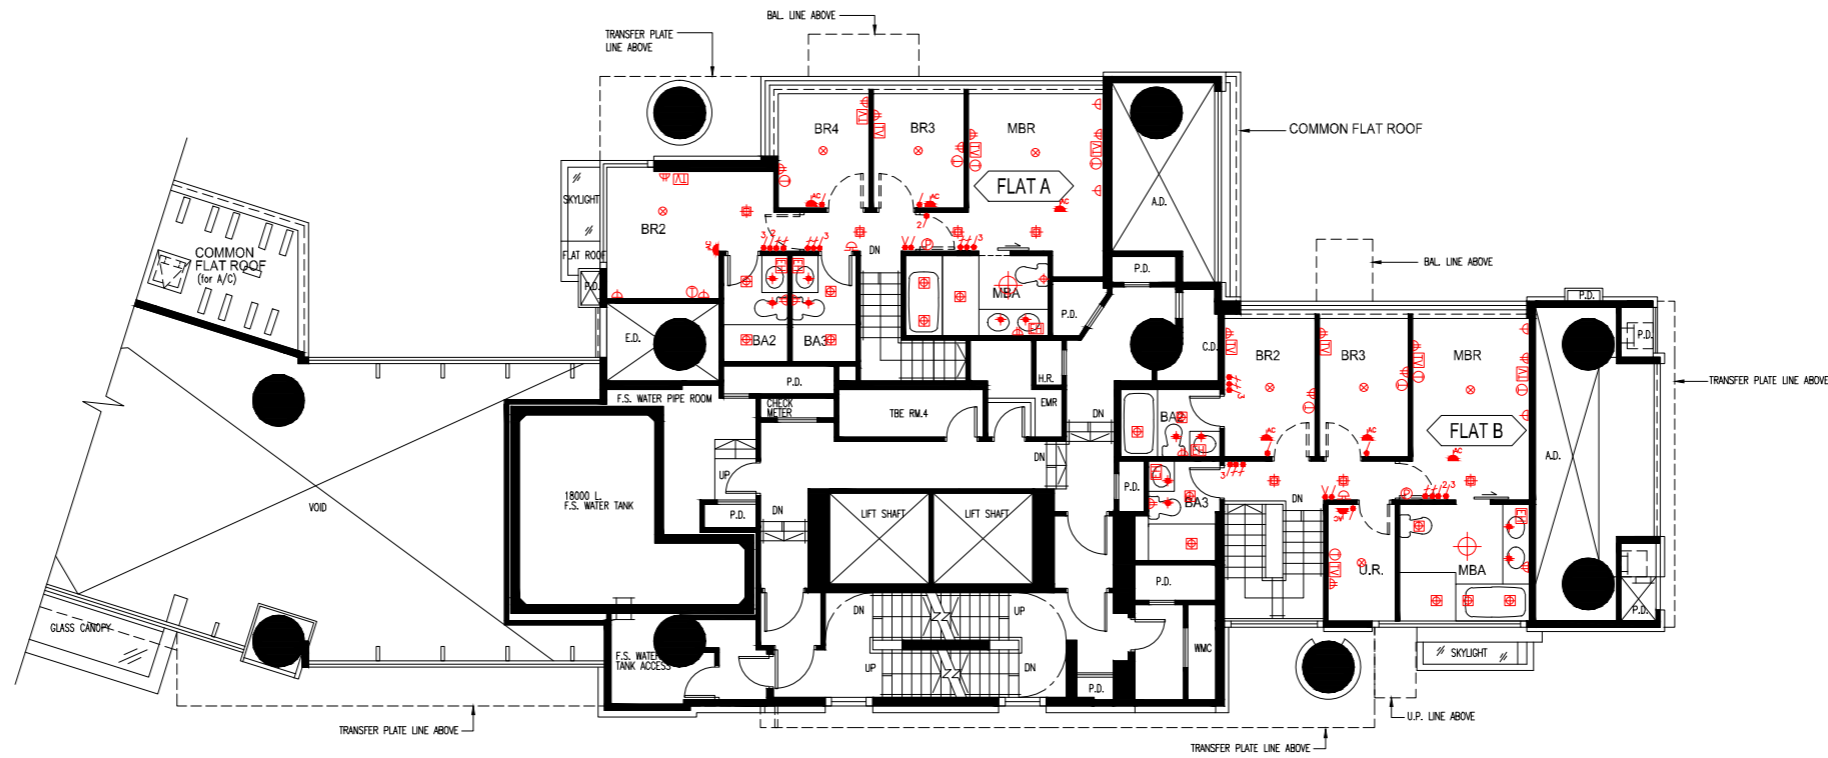 BAL. LINE ABOVE
TRANSFER PLATE
LINE ABOVE
COMMON FLAT ROOF
BR4
BR3
MBR
FLAT A
A.D.
SKYLIGHT
BR2
FLAT ROOF
P.D.
COMMON
FLAT ROOF
(for A/C)
DN
MBA
P.D.
P.D.
BAL. LINE ABOVE
P.D.
P.D.
E.D.
BA2
BA3
C.D.
BR2
BR3
MBR
TRANSFER PLATE LINE ABOVE
P.D.
H.R.
F.S. WATER PIPE ROOM
CHECK
METER
TBE RM.4
EMR
DN
BA2
FLAT B
A.D.
DN
UP
P.D.
18000 L.
F.S. WATER TANK
VOID
P.D.
DN
LIFT SHAFT
LIFT SHAFT
BA3
DN
U.R.
MBA
P.D.
P.D.
DN
UP
GLASS CANOPY
F.S. WATER
TANK ACCESS
UP
DN
WMC
SKYLIGHT
P.D.
TRANSFER PLATE LINE ABOVE
U.P. LINE ABOVE
TRANSFER PLATE LINE ABOVE